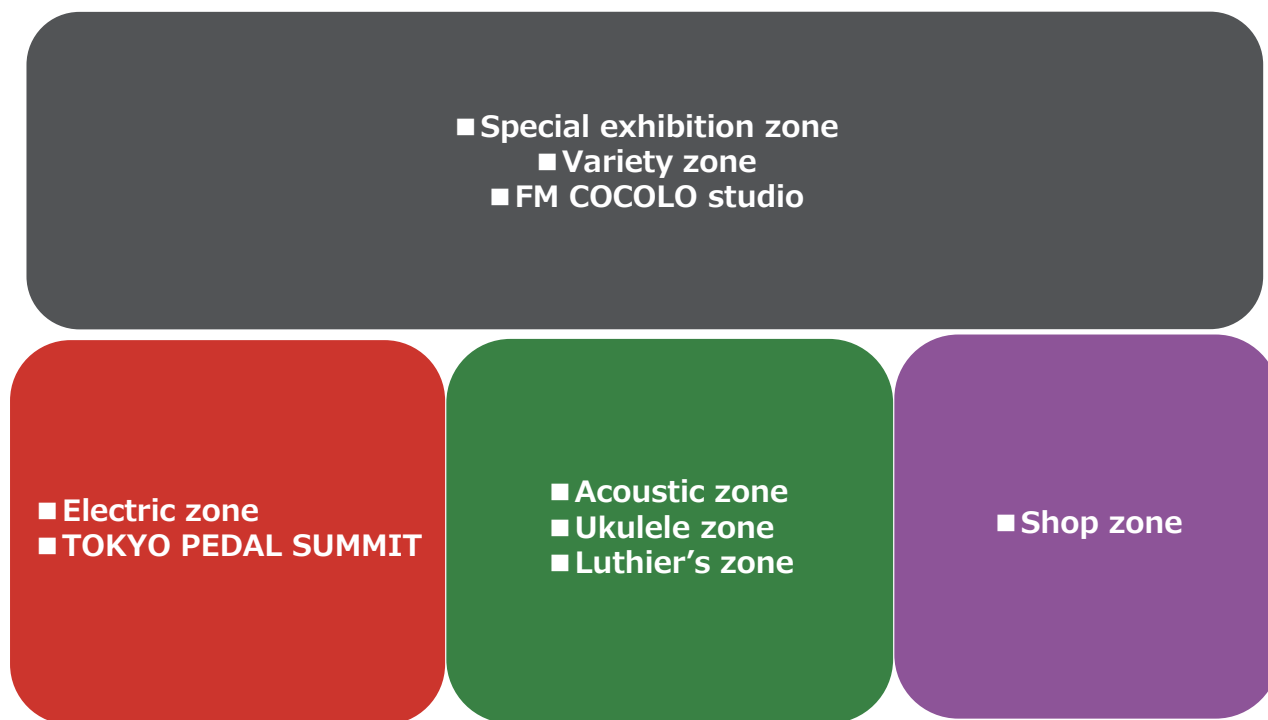 ■Special exhibition zone
■Variety zone
■FM COCOLO studio
■Electric zone
■TOKYO PEDAL SUMMIT
■Acoustic zone
■Ukulele zone
■Luthier’s zone
■Shop zone